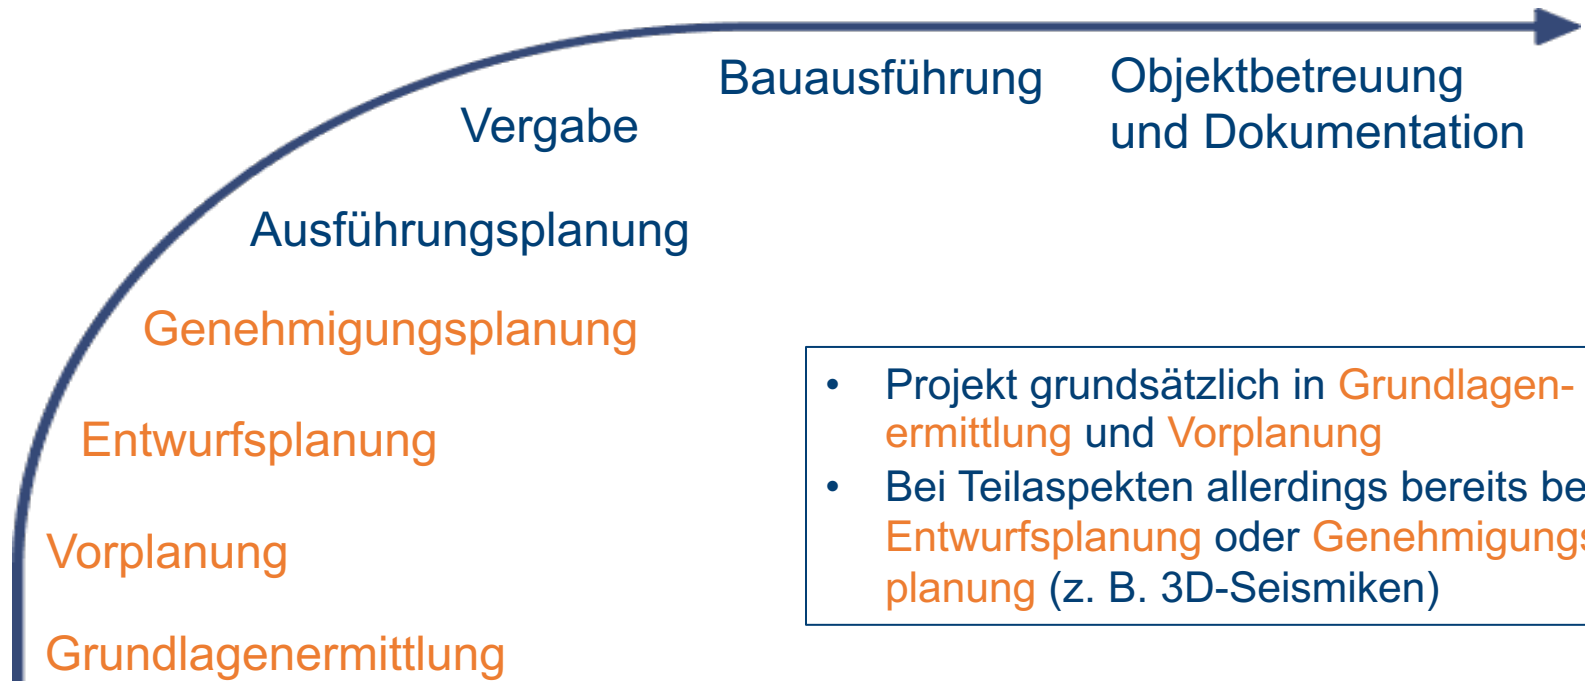 Bauausführung
Objektbetreuung
und Dokumentation
Vergabe
Ausführungsplanung
Genehmigungsplanung
Entwurfsplanung
Vorplanung
Grundlagenermittlung
• Projekt grundsätzlich in Grundlagen-
ermittlung und Vorplanung
• Bei Teilaspekten allerdings bereits
Entwurfsplanung oder
planung (z. B. 3D-Seismiken)